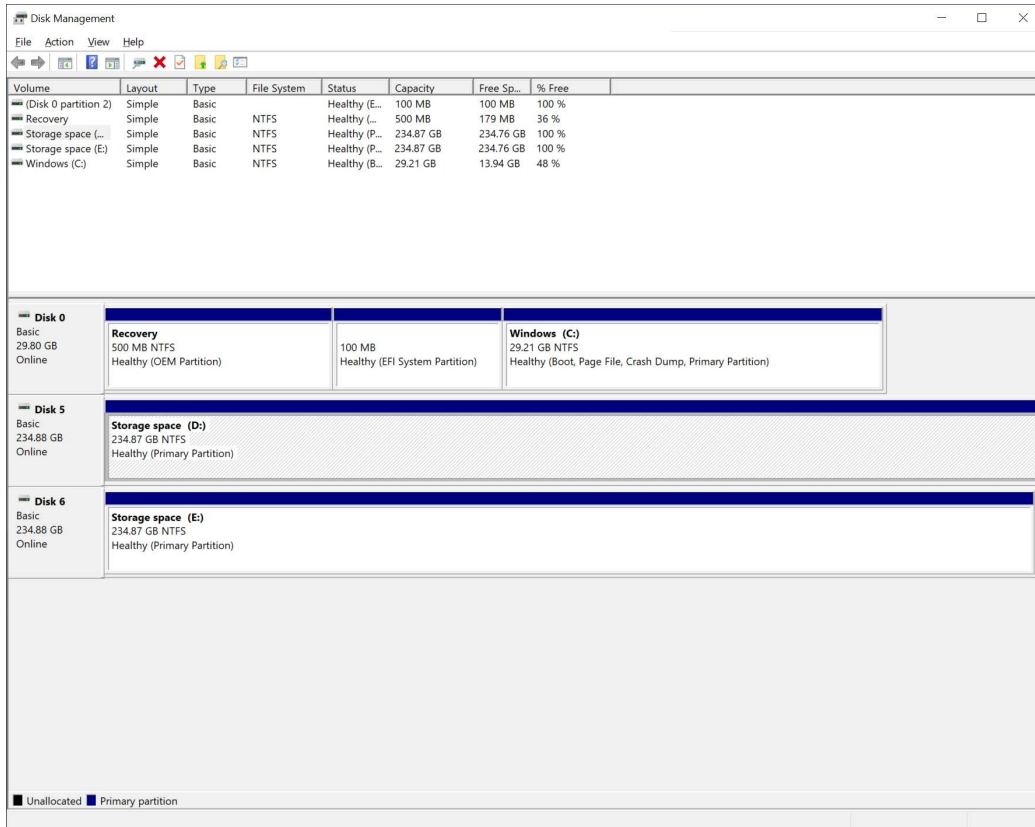 Disk Management
File Action View Help
Volume Layout Type File System Status Capacity Free Sp... % Free
(Disk 0 partition 2) Simple Basic Healthy (E... 100 MB 100 MB 100 %
Recovery Simple Basic NTFS Healthy (... 500 MB 179 MB 36 %
Storage space (... Simple Basic NTFS Healthy (P... 234.87 GB 234.76 GB 100 %
Storage space (E:) Simple Basic NTFS Healthy (P... 234.87 GB 234.76 GB 100 %
Windows (C:) Simple Basic NTFS Healthy (B... 29.21 GB 13.94 GB 48 %
Disk 0
Basic
29.80 GB
Online
Recovery
500 MB NTFS
Healthy (OEM Partition)
100 MB
Healthy (EFI System Partition)
Windows (C:)
29.21 GB NTFS
Healthy (Boot, Page File, Crash Dump, Primary Partition)
Disk 5
Basic
234.88 GB
Online
Storage space (D:)
234.87 GB NTFS
Healthy (Primary Partition)
Disk 6
Basic
234.88 GB
Online
Storage space (E:)
234.87 GB NTFS
Healthy (Primary Partition)
Unallocated Primary partition